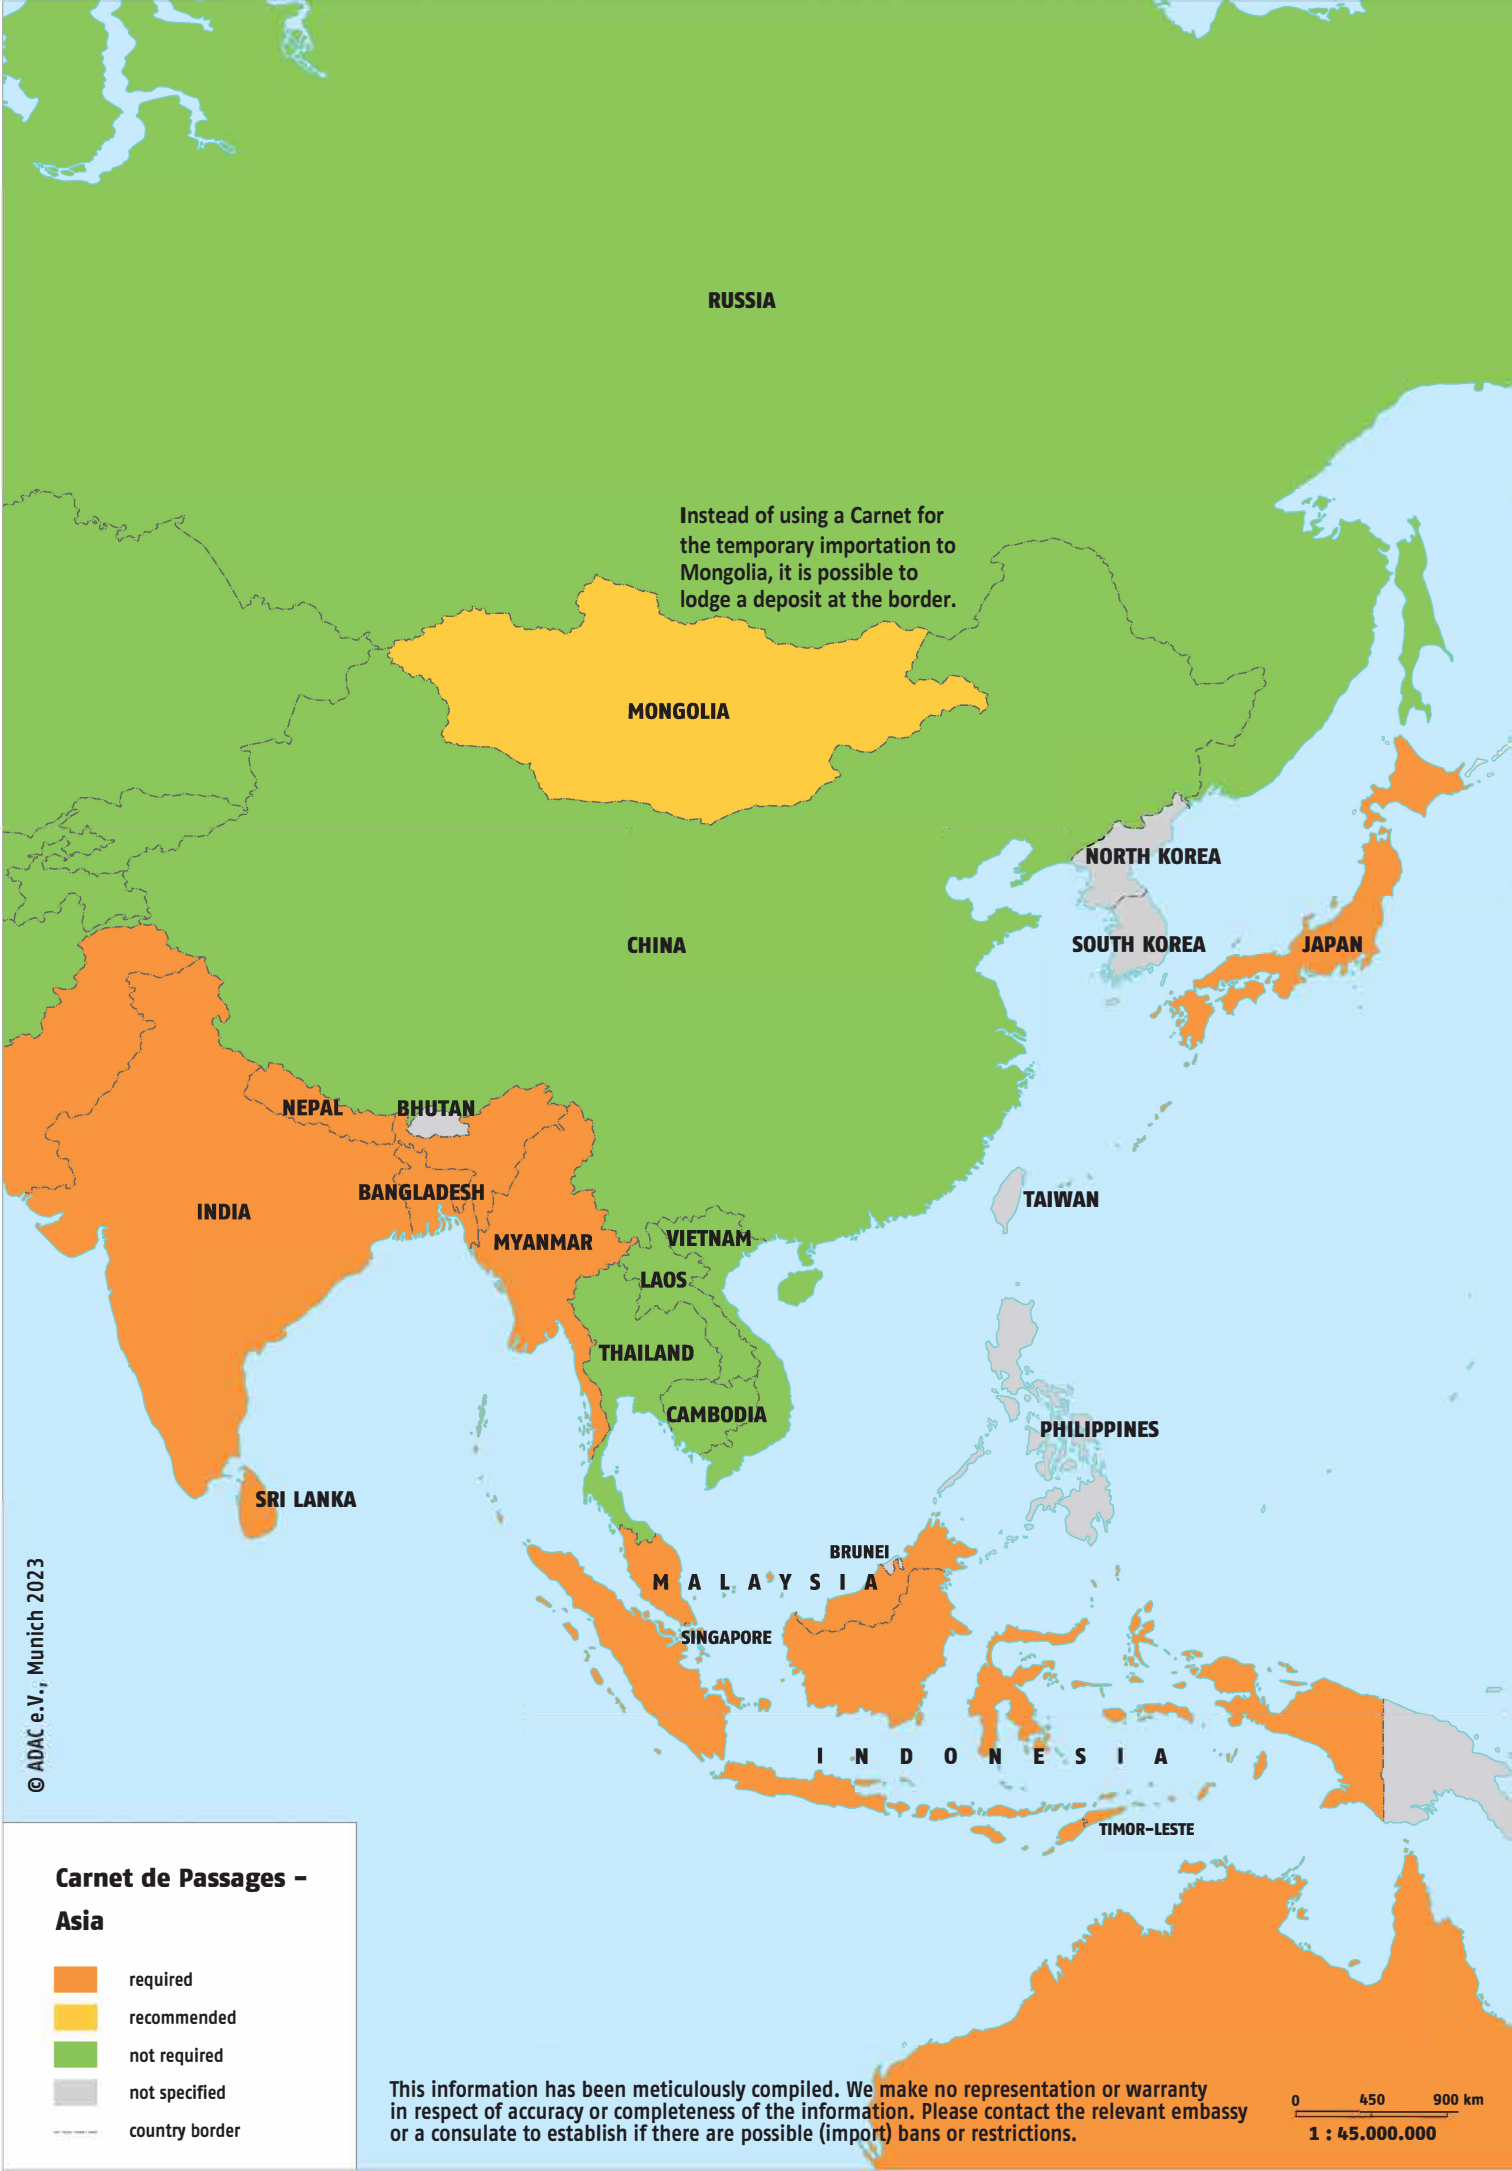 RUSSIA
Instead of using a Carnet for
the temporary importation to
Mongolia, it is possible to
lodge a deposit at the border.
MONGOLIA
NORTH KOREA
CHINA
SOUTH KOREA
JAPAN
NEPAL
BHUTAN
BANGLADESH
INDIA
TAIWAN
MYANMAR
VIETNAM
LAOS
THAILAND
CAMBODIA
PHILIPPINES
SRI LANKA
BRUNEI
MALAYSIA
SINGAPORE
INDONESIA
TIMOR-LESTE
© ADAC e.V., Munich 2023
Carnet de Passages –
Asia
required
recommended
not required
not specified
country border
This information has been meticulously compiled. We make no representation or warranty
in respect of accuracy or completeness of the information. Please contact the relevant embassy
or a consulate to establish if there are possible (import) bans or restrictions.
0 450 900 km
1 : 45.000.000